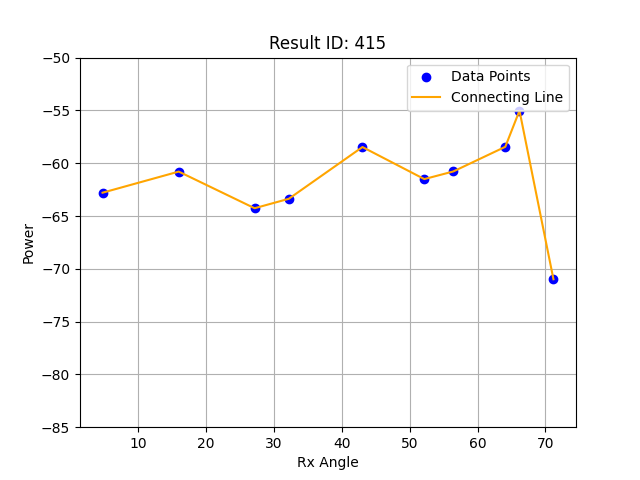 Result ID: 415
Data Points
Connecting Line
Power
−50
−55
−60
−65
−70
−75
−80
−85
10 20 30 40 50 60 70
Rx Angle